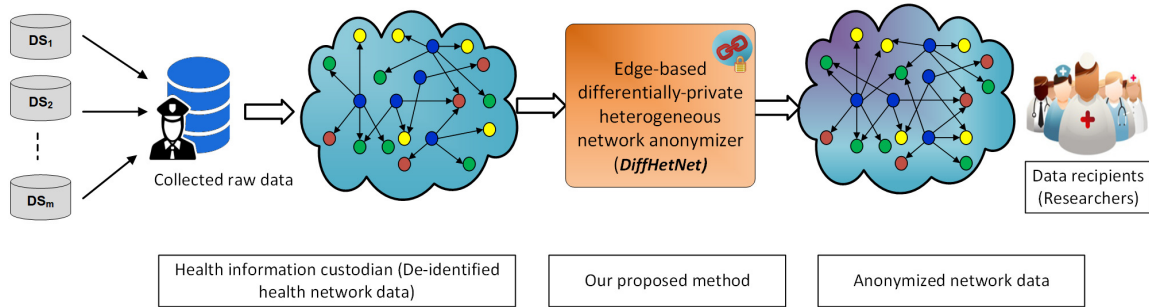 DS1
DS2
DSm
Collected raw data
Edge-based
differentially-private
heterogeneous
network anonymizer
(DiffHetNet)
Data recipients
(Researchers)
Health information custodian (De-identified
health network data)
Our proposed method
Anonymized network data